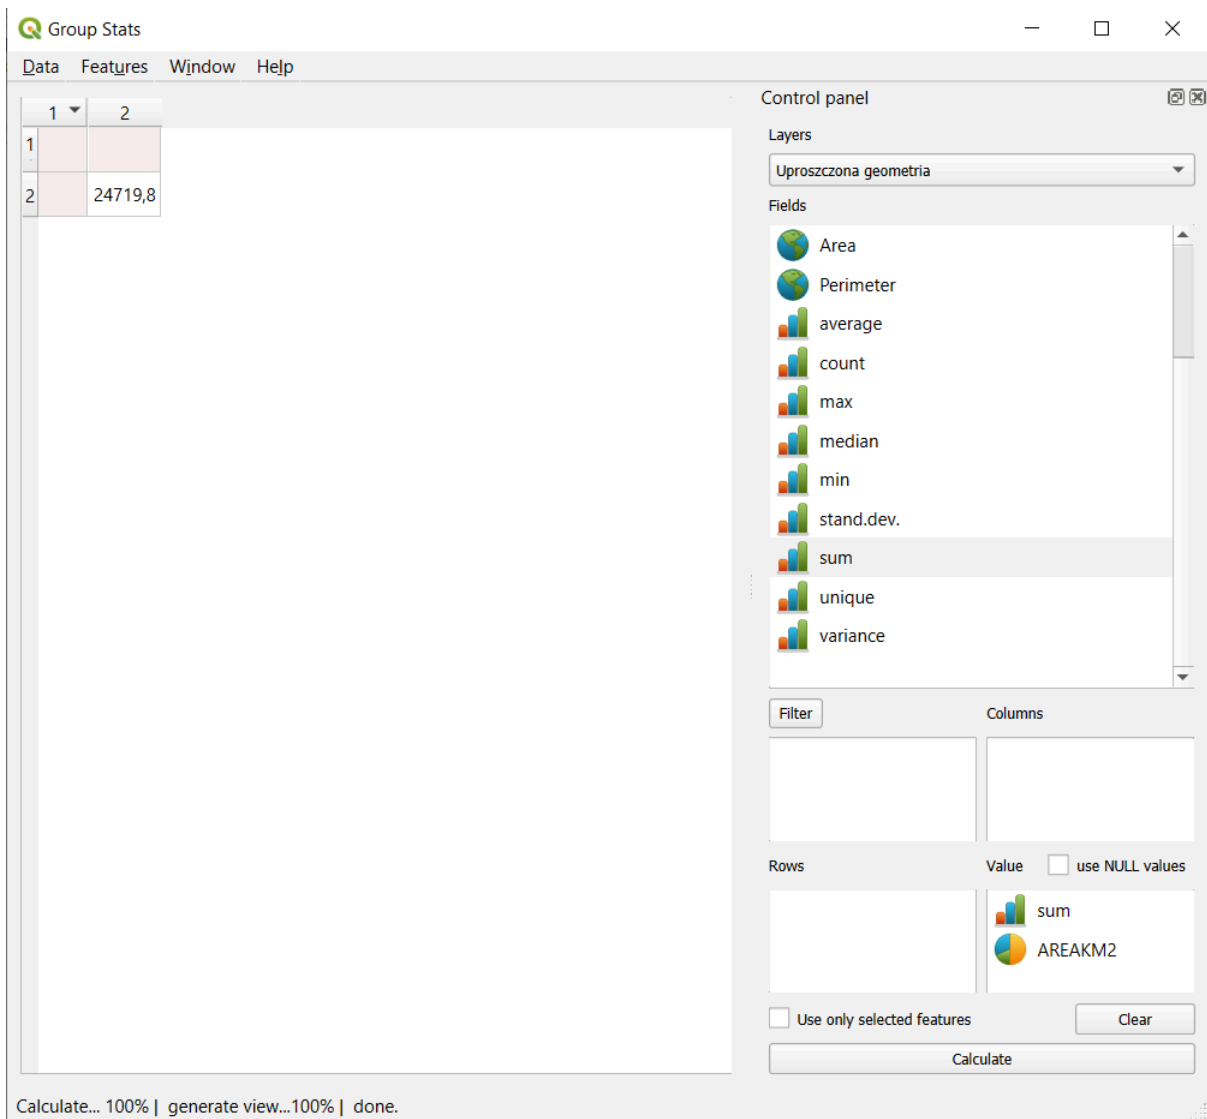 Group Stats
Data Features Window Help
1 2
1
2 24719,8
Control panel
Layers
Uproszczona geometria
Fields
Area
Perimeter
average
count
max
median
min
stand.dev.
sum
unique
variance
Filter Columns
Rows Value use NULL values
sum
AREAKM2
Use only selected features Clear
Calculate
Calculate... 100% | generate view...100% | done.